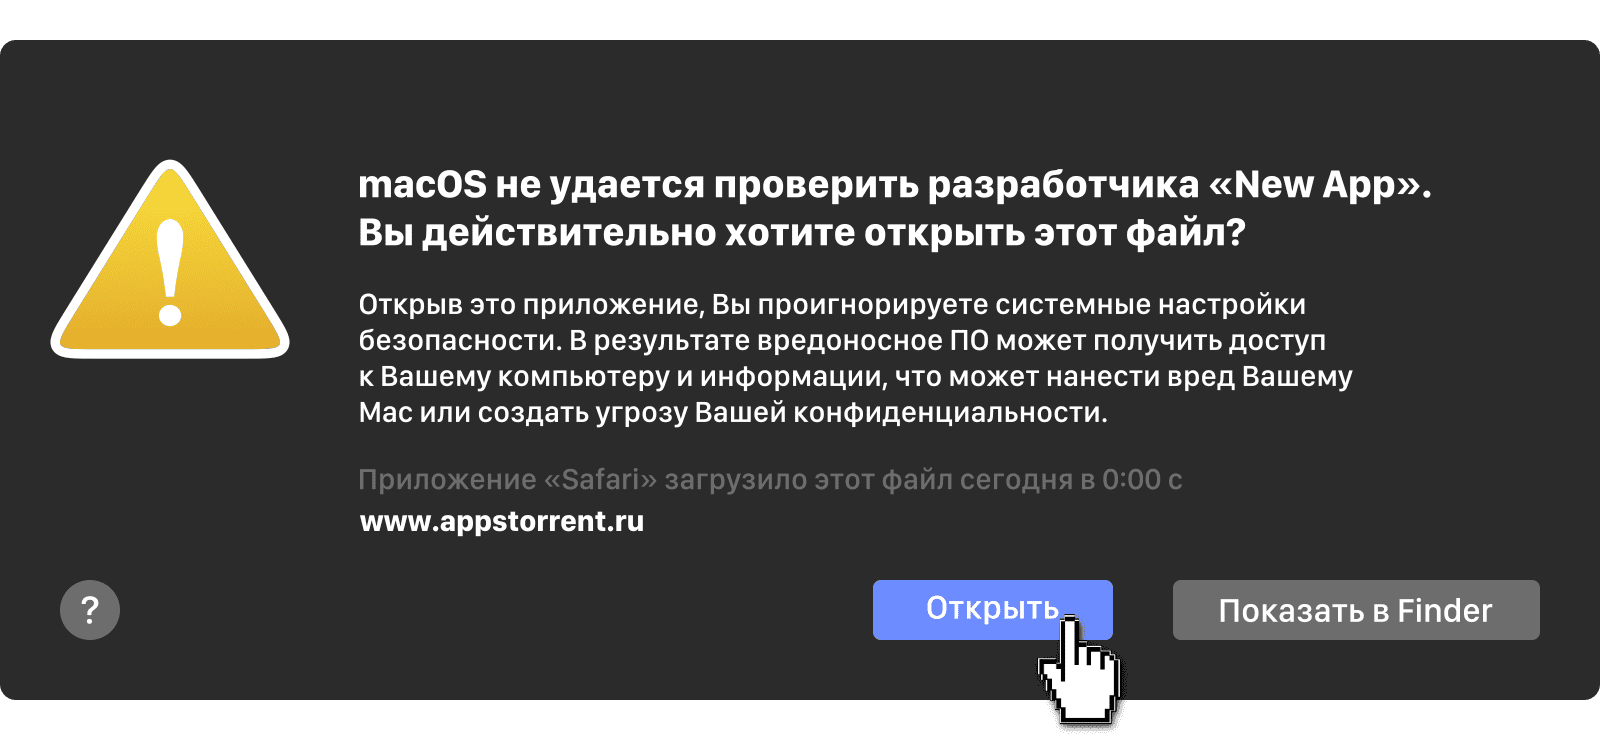 macOS не удается проверить разработчика «New App».
Вы действительно хотите открыть этот файл?
Открыв это приложение, Вы проигнорируете системные настройки
безопасности. В результате вредоносное ПО может получить доступ
к Вашему компьютеру и информации, что может нанести вред Вашему
Mac или создать угрозу Вашей конфиденциальности.
Приложение «Safari» загрузило этот файл сегодня в 0:00 с
www.appstorrent.ru
?
Открыть
Показать в Finder